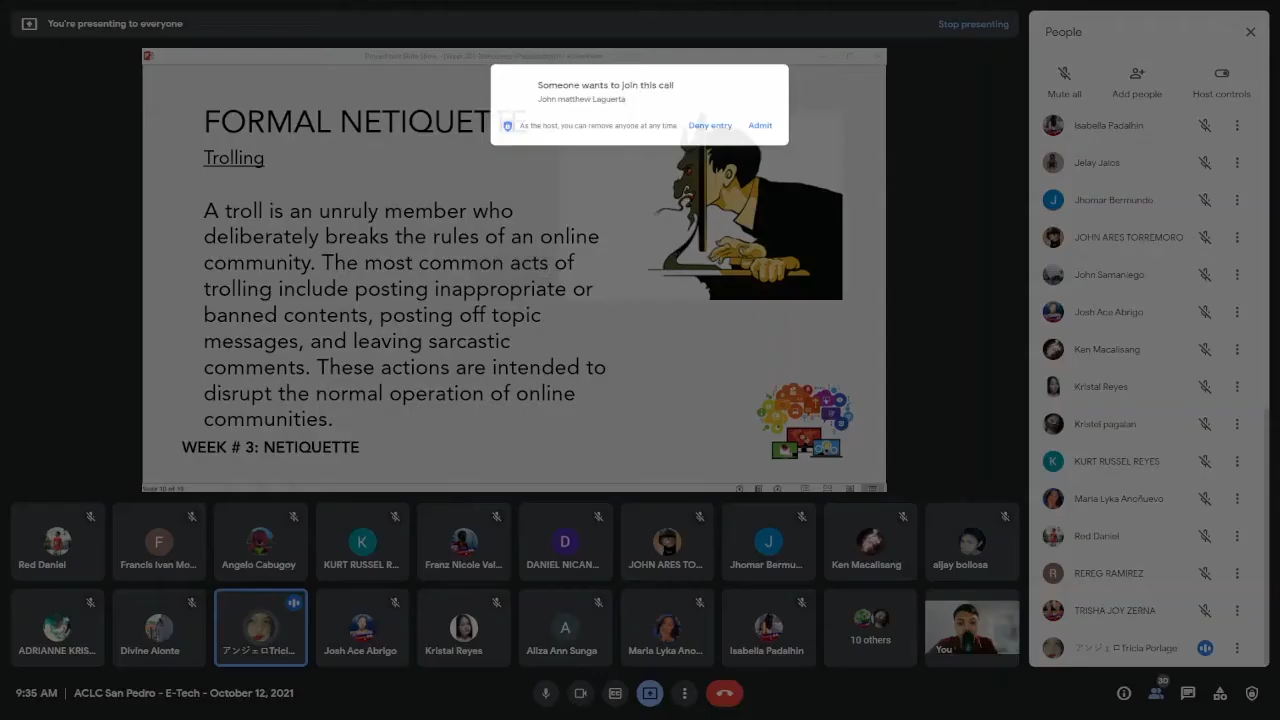 You're presenting to everyone
Stop presenting
Someone wants to join this call
John matthew Laguerta
As the host, you can remove anyone at any time
Deny entry
Admit
FORMAL NETIQUETTE
Trolling
A troll is an unruly member who
deliberately breaks the rules of an online
community. The most common acts of
trolling include posting inappropriate or
banned contents, posting off topic
messages, and leaving sarcastic
comments. These actions are intended to
disrupt the normal operation of online
communities.
WEEK # 3: NETIQUETTE
People
Mute all
Add people
Host controls
Isabella Padalhin
Jelay Jalos
Jhomar Bermundo
JOHN ARES TORREMORO
John Samaniego
Josh Ace Abrigo
Ken Macalisang
Kristal Reyes
Kristel pagalan
K
KURT RUSSEL REYES
Maria Lyka Anoñuevo
Red Daniel
R
REREG RAMIREZ
TRISHA JOY ZERNA
アンジェロTricia Porlage
Red Daniel
F
Francis Ivan Mo...
Angelo Cabugoy
K
KURT RUSSEL R...
Franz Nicole Val...
D
DANIEL NICAN...
JOHN ARES TO...
J
Jhomar Bermu...
Ken Macalisang
aljay bollosa
ADRIANNE KRIS...
Divine Alonte
アンジェロTrici...
Josh Ace Abrigo
Kristal Reyes
A
Aliza Ann Sunga
Maria Lyka Ano...
Isabella Padalhin
10 others
You
9:35 AM | ACLC San Pedro - E-Tech - October 12, 2021
30